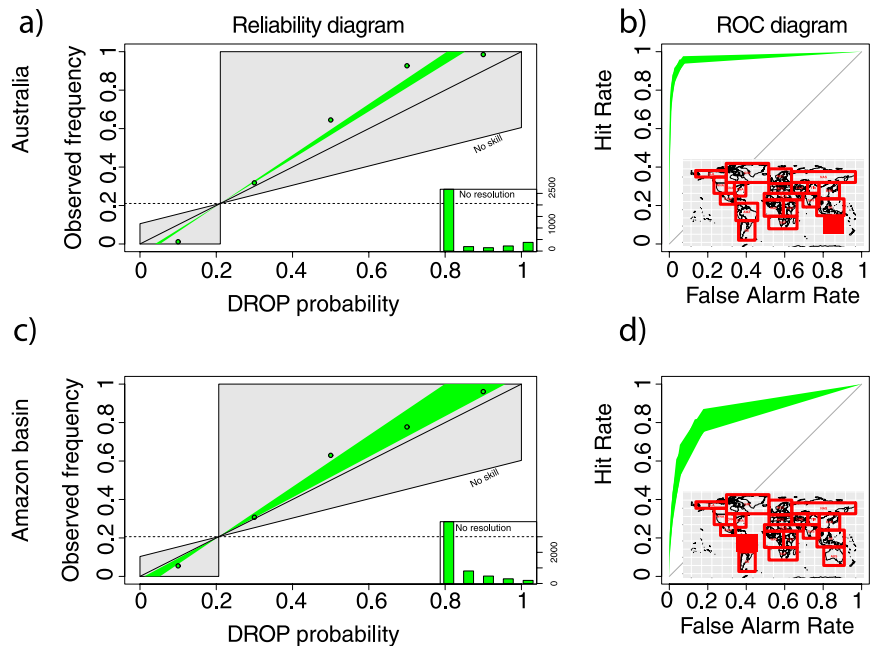 a) Reliability diagram
b) ROC diagram
Australia
Observed frequency
0 0.2 0.4 0.6 0.8 1
No skill
No resolution
0 1000 2500
0 0.2 0.4 0.6 0.8 1
DROP probability
Hit Rate
0 0.2 0.4 0.6 0.8 1
0 0.2 0.4 0.6 0.8 1
False Alarm Rate
c)
d)
Amazon basin
Observed frequency
0 0.2 0.4 0.6 0.8 1
No skill
No resolution
0 2000
0 0.2 0.4 0.6 0.8 1
DROP probability
Hit Rate
0 0.2 0.4 0.6 0.8 1
0 0.2 0.4 0.6 0.8 1
False Alarm Rate